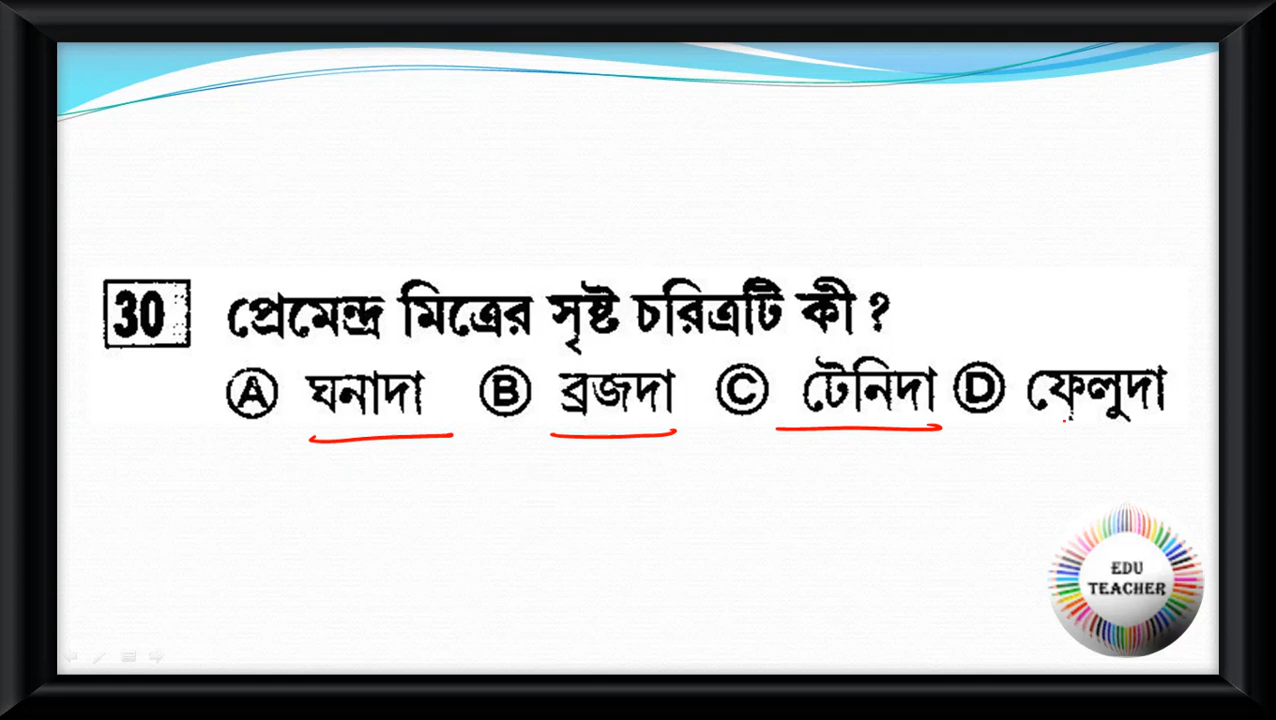 30 প্রেমেন্দ্র মিত্রের সৃষ্ট চরিত্রটি কী ?
A ঘনাদা B ব্রজদা C টেনিদা D ফেলুদা
EDU
TEACHER